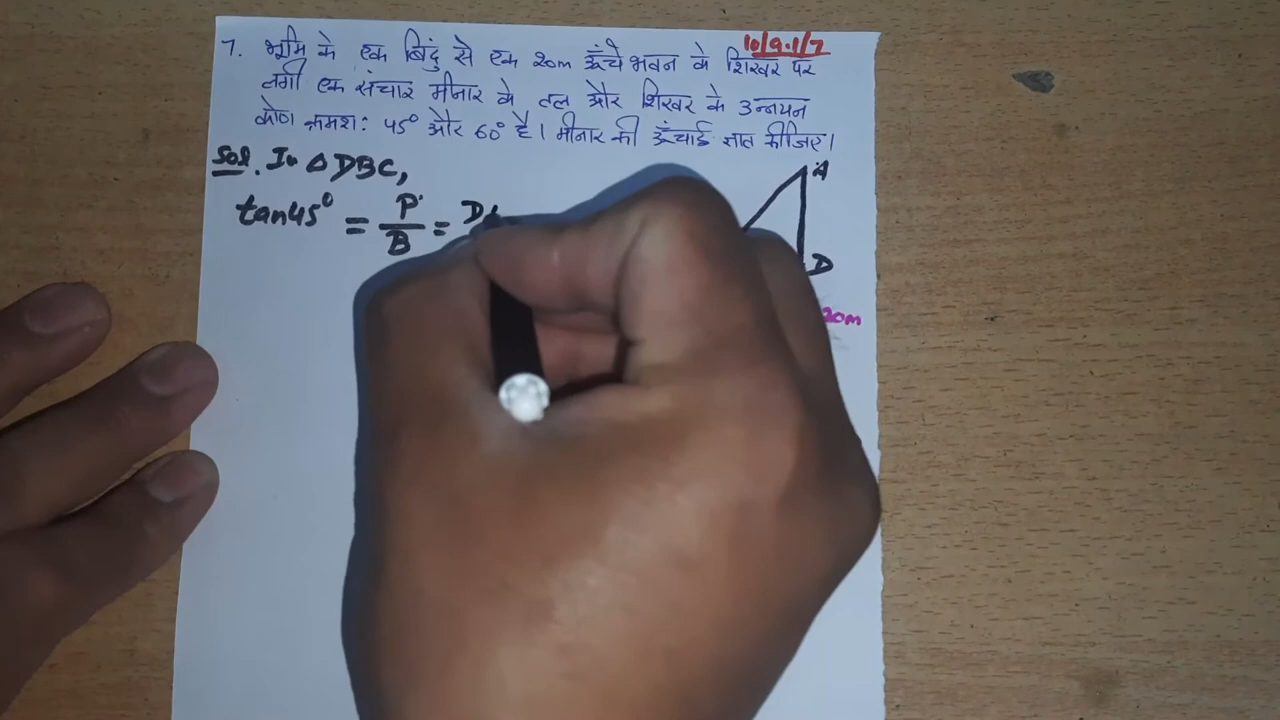 10/9.1/7
7. भूमि के एक बिंदु से एक 20m ऊँचे भवन के शिखर पर
लगी एक संचार मीनार के तल और शिखर के उन्नयन
कोण क्रमश: 45° और 60° है। मीनार की ऊँचाई ज्ञात कीजिए।
Sol. In △DBC,
A
tan45° = P/B =
D
20m